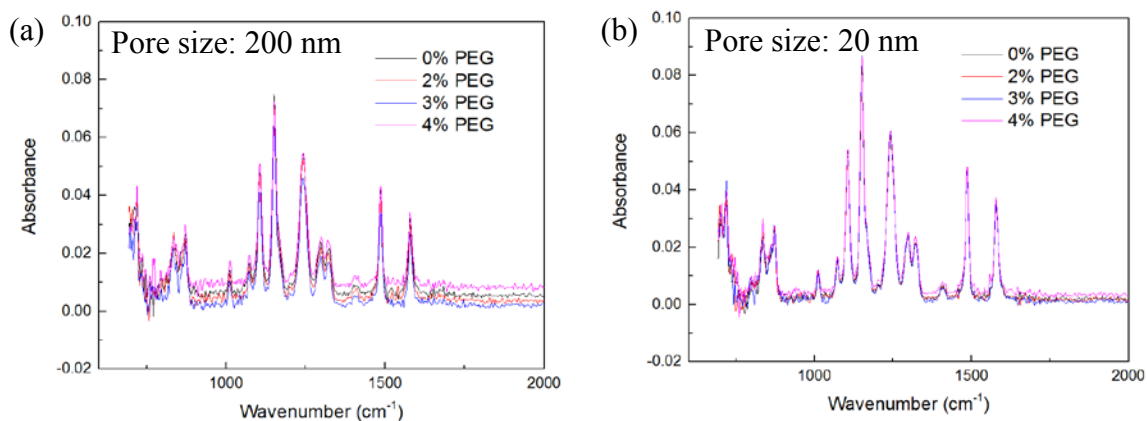 (a)
Pore size: 200 nm
0% PEG
2% PEG
3% PEG
4% PEG
0.10
0.08
0.06
0.04
0.02
0.00
-0.02
Absorbance
1000
1500
2000
Wavenumber (cm⁻¹)
(b)
Pore size: 20 nm
0% PEG
2% PEG
3% PEG
4% PEG
0.10
0.08
0.06
0.04
0.02
0.00
-0.02
Absorbance
1000
1500
2000
Wavenumber (cm⁻¹)